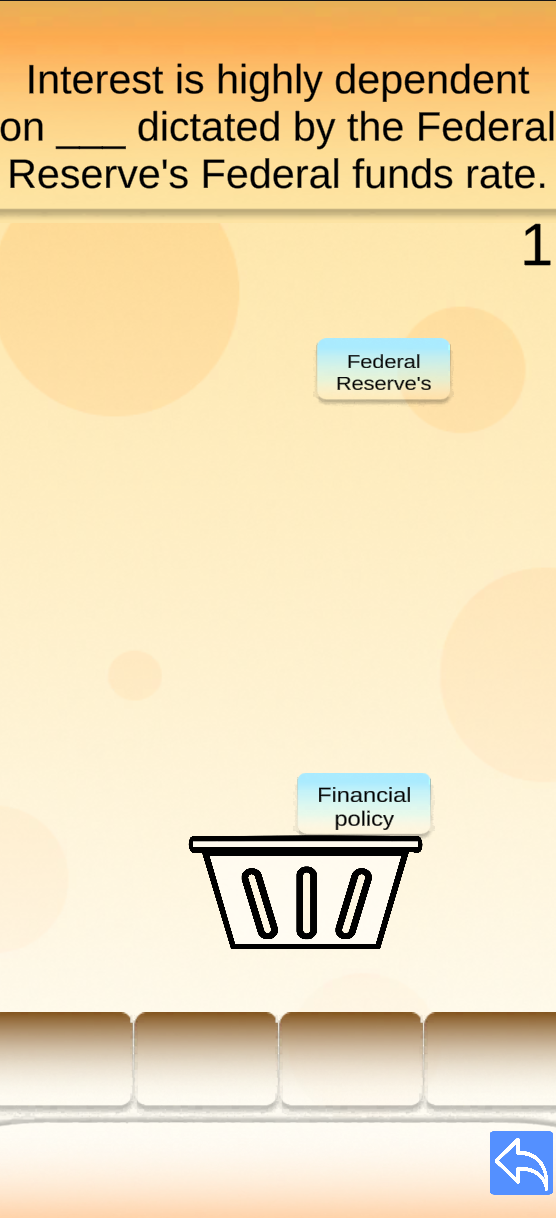 Interest is highly dependent
on ___ dictated by the Federal
Reserve's Federal funds rate.
1
Federal
Reserve's
Financial
policy